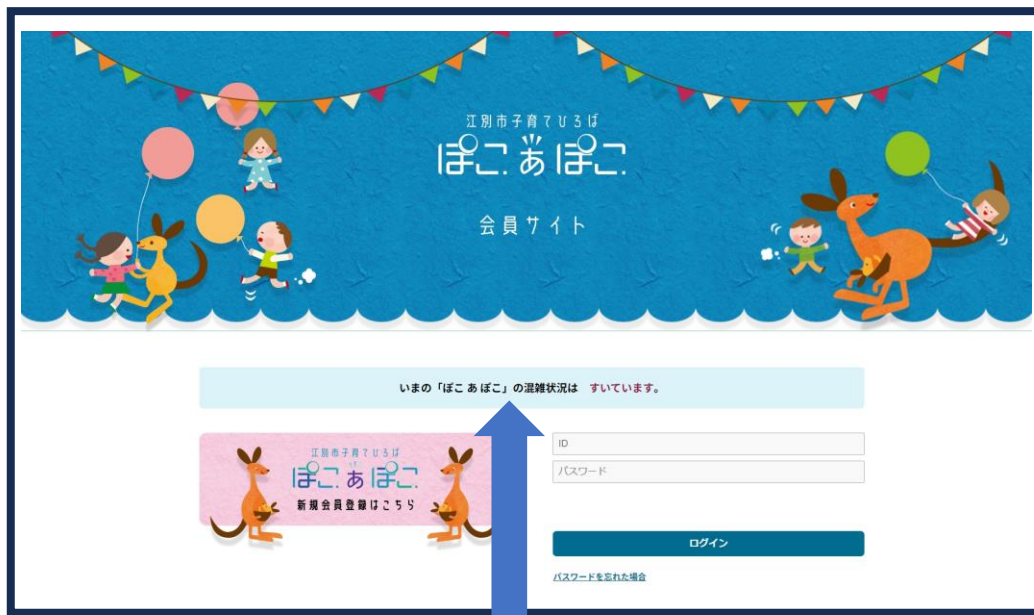 江別市子育てひろば
ぽこ あ ぽこ
会員サイト
いまの「ぽこ あ ぽこ」の混雑状況は　すいています。
江別市子育てひろば
ぽこ あ ぽこ
新規会員登録はこちら
ID
パスワード
ログイン
パスワードを忘れた場合